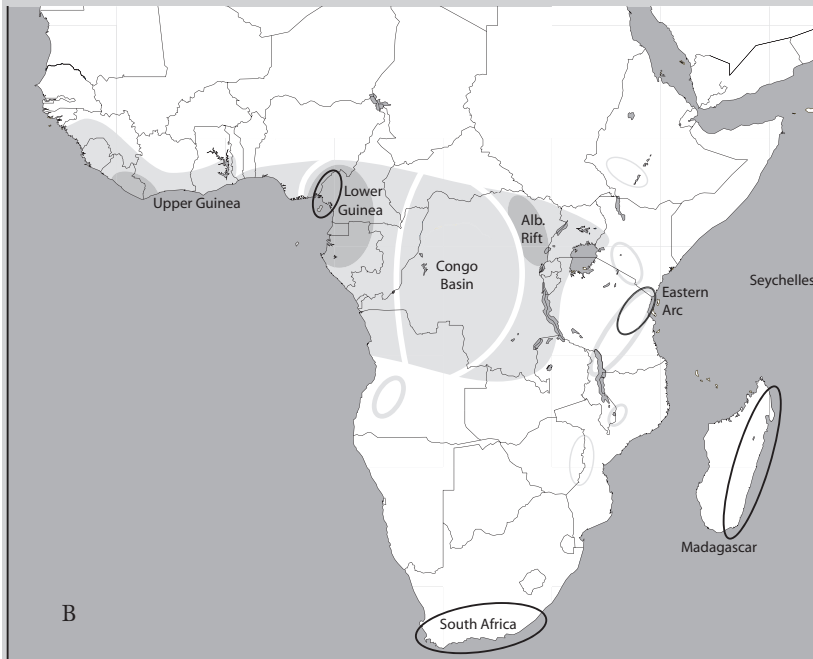 Upper Guinea
Lower
Guinea
Alb.
Rift
Congo
Basin
Seychelles
Eastern
Arc
Madagascar
South Africa
B